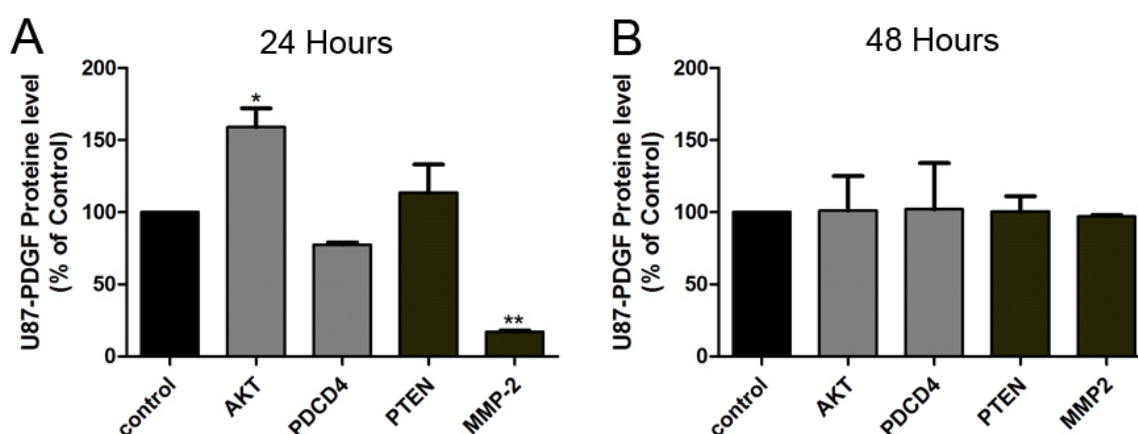 A
24 Hours
U87-PDGF Proteine level
(% of Control)
200
150
100
50
0
*
**
control
AKT
PDCD4
PTEN
MMP-2
B
48 Hours
U87-PDGF Proteine level
(% of Control)
200
150
100
50
0
control
AKT
PDCD4
PTEN
MMP2